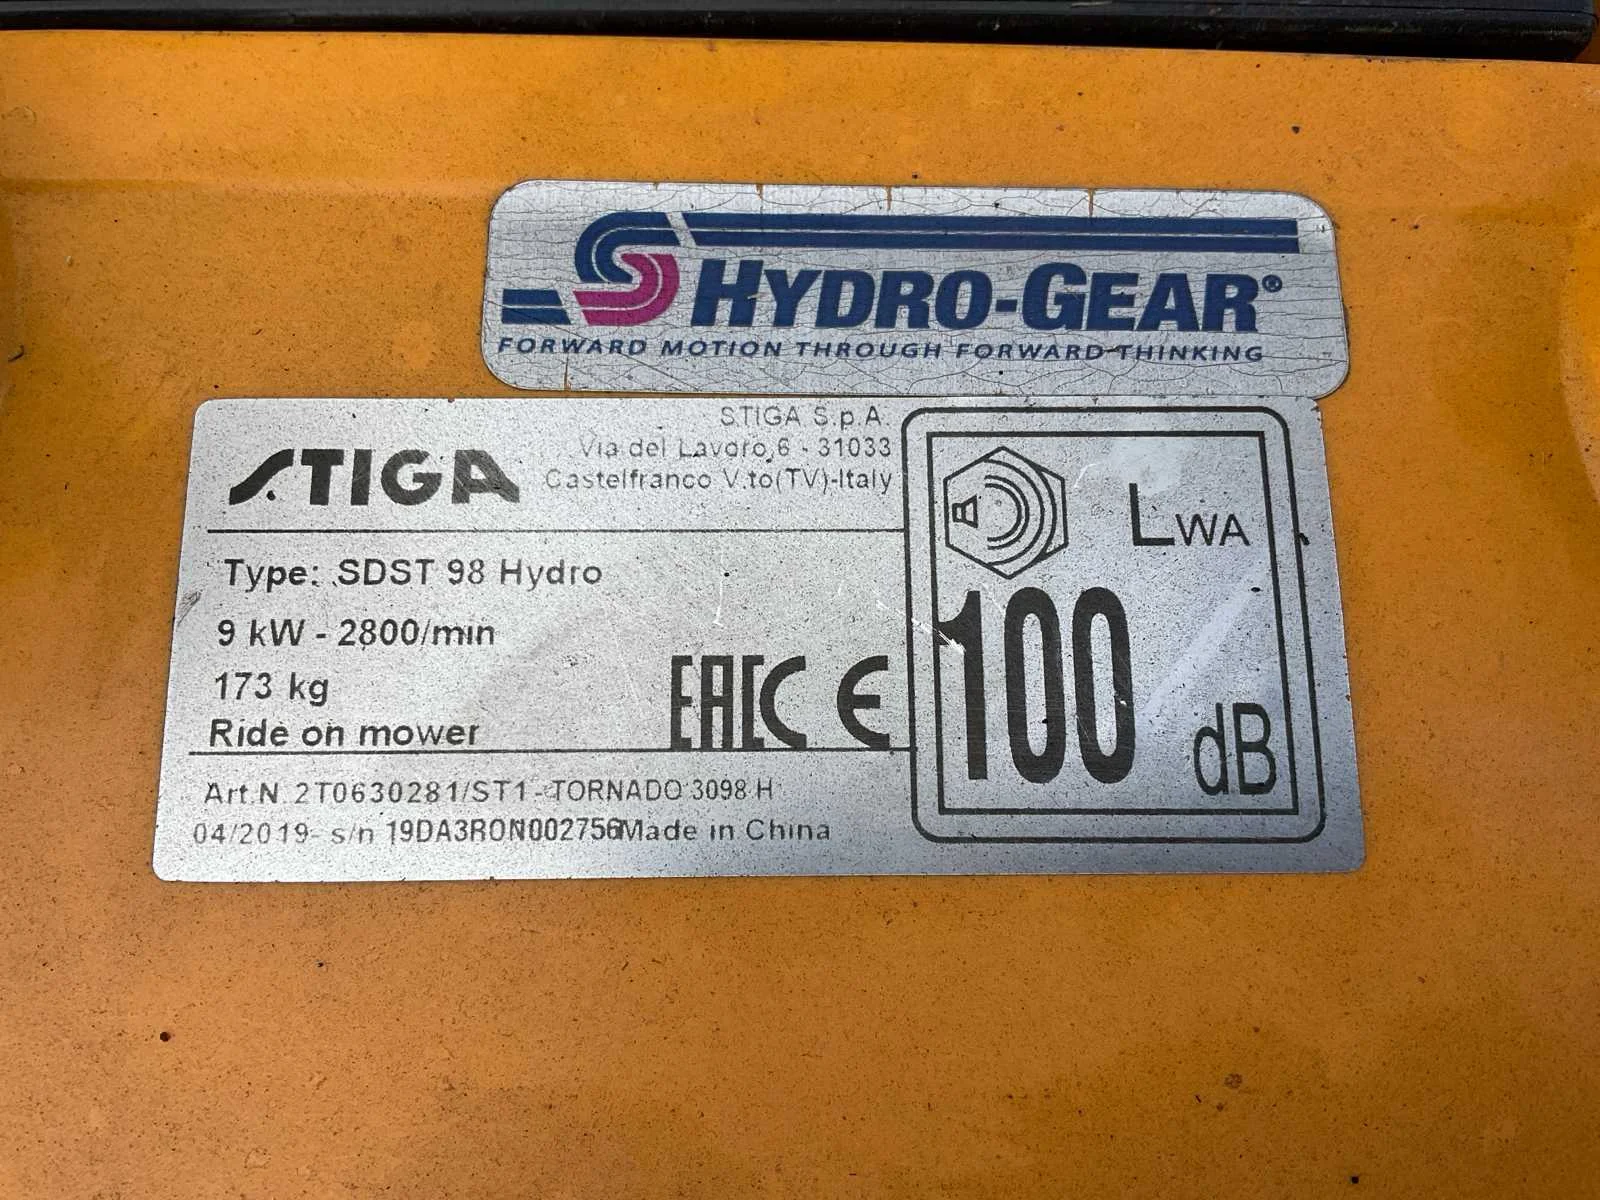 HYDRO-GEAR®
FORWARD MOTION THROUGH FORWARD-THINKING
STIGA
STIGA S.p.A.
Via del Lavoro,6 - 31033
Castelfranco V.to(TV)-Italy
Type: SDST 98 Hydro
9 kW - 2800/min
173 kg
Ride on mower
EAC CE
Art.N. 2T0630281/ST1 - TORNADO 3098 H
04/2019- s/n 19DA3RON002756Made in China
LWA
100
dB